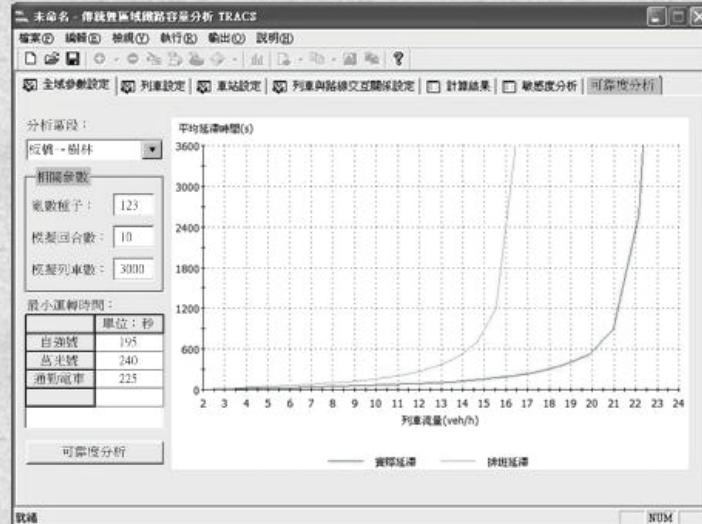 未命名 - 傳統無區域鐵路容量分析 TRACS
檔案(F) 編輯(E) 檢視(V) 執行(R) 輸出(O) 說明(H)
全域參數設定 列車設定 車站設定 列車與路線交互關係設定 計算結果 敏感度分析 可靠度分析
分析區段：
板橋→樹林
相關參數
亂數種子： 123
模擬回合數： 10
模擬列車數： 3000
最小運轉時間：
單位：秒
自強號 195
莒光號 240
通勤電車 225
可靠度分析
平均延滯時間(s)
3600
3000
2400
1800
1200
600
0
2 3 4 5 6 7 8 9 10 11 12 13 14 15 16 17 18 19 20 21 22 23 24
列車流量(veh/h)
實際延滯 排班延滯
就緒 NUM